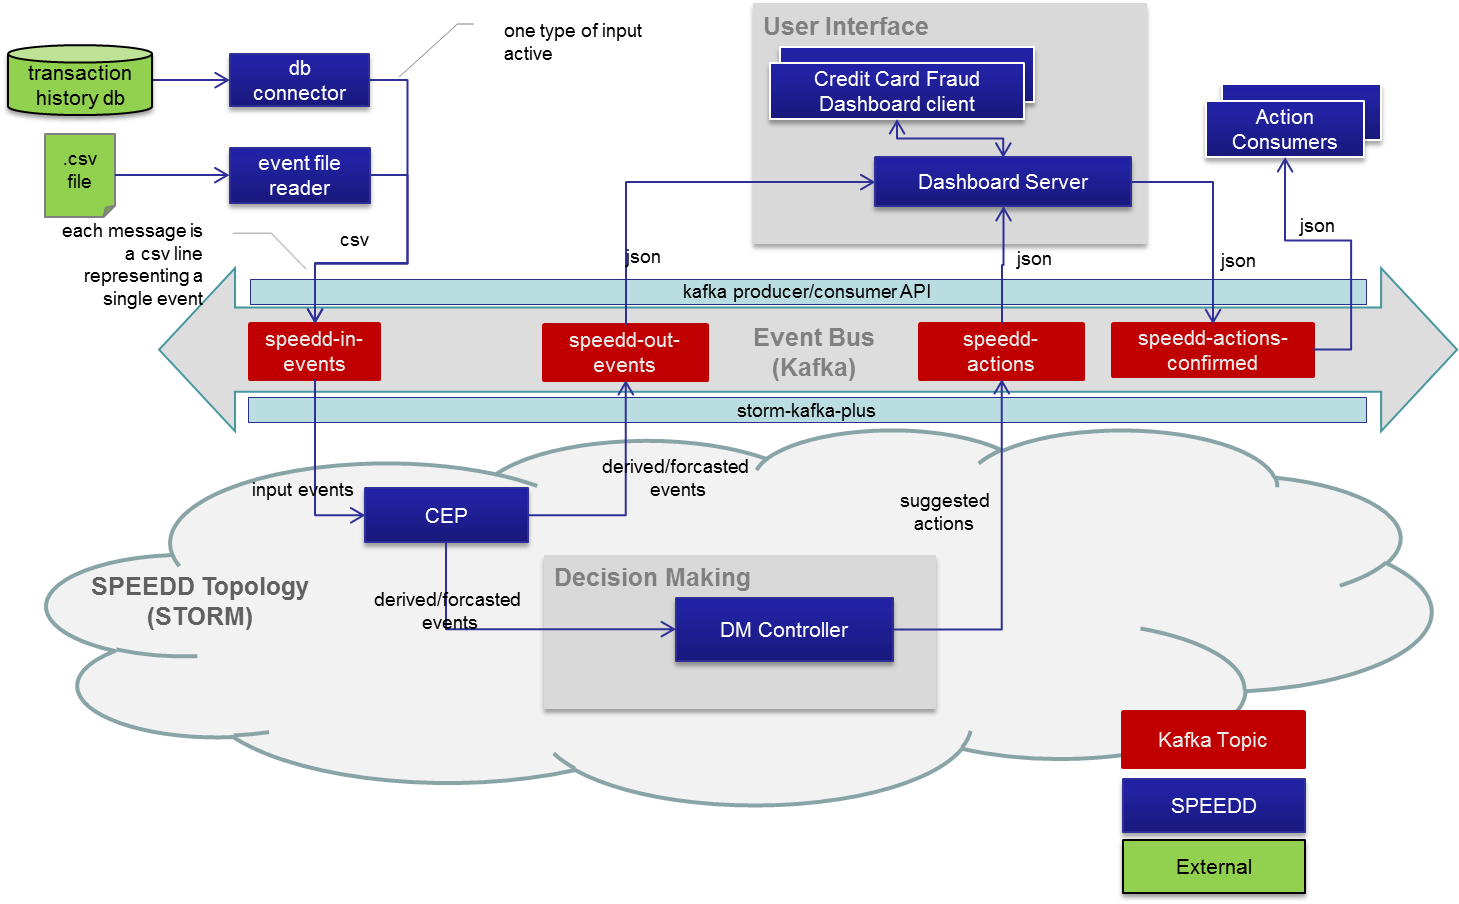 User Interface
one type of input
active
transaction
history db
db
connector
Credit Card Fraud
Dashboard client
Action
Consumers
.csv
file
event file
reader
Dashboard Server
each message is
a csv line
representing a
single event
csv
json
json
json
json
kafka producer/consumer API
speedd-in-
events
speedd-out-
events
Event Bus
(Kafka)
speedd-
actions
speedd-actions-
confirmed
storm-kafka-plus
input events
derived/forcasted
events
suggested
actions
CEP
SPEEDD Topology
(STORM)
derived/forcasted
events
Decision Making
DM Controller
Kafka Topic
SPEEDD
External